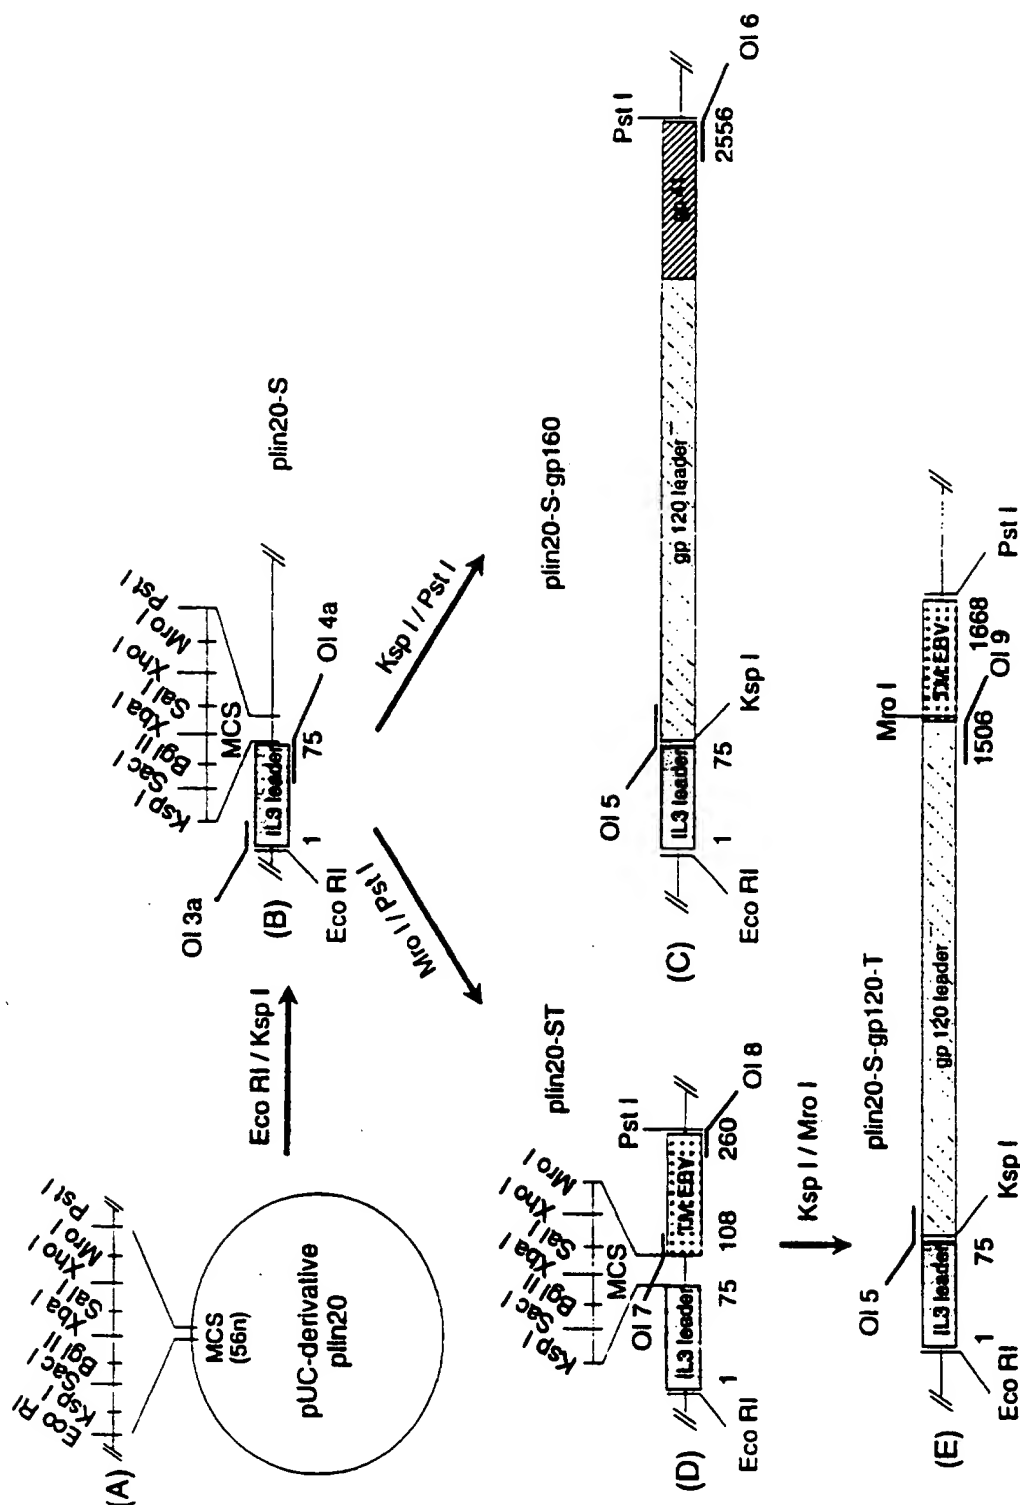 (A)
Eco RI
Ksp I
Sac I
Bgl II
Xba I
Sal I
Xho I
Mro I
Pst I
MCS
(56n)
pUC-derivative
plin20
Eco RI / Ksp I
(B)
Ol 3a
Ksp I
Sac I
Bgl II
Xba I
Sal I
Xho I
Mro I
Pst I
MCS
IL3 leader
Eco RI
1
75
Ol 4a
plin20-S
Mro I / Pst I
Ksp I / Pst I
(C)
plin20-S-gp160
Ol 5
Pst I
IL3 leader
gp 120 leader
gp 41
Eco RI
1
75
Ksp I
2556
Ol 6
(D)
plin20-ST
Ksp I
Sac I
Bgl II
Xba I
Sal I
Xho I
Mro I
MCS
Ol 7
Pst I
IL3 leader
T.M. EBV
Eco RI
1
75
108
260
Ol 8
Ksp I / Mro I
(E)
plin20-S-gp120-T
Ol 5
Mro I
IL3 leader
gp 120 leader
T.M. EBV
Eco RI
1
75
Ksp I
1506
1668
Ol 9
Pst I